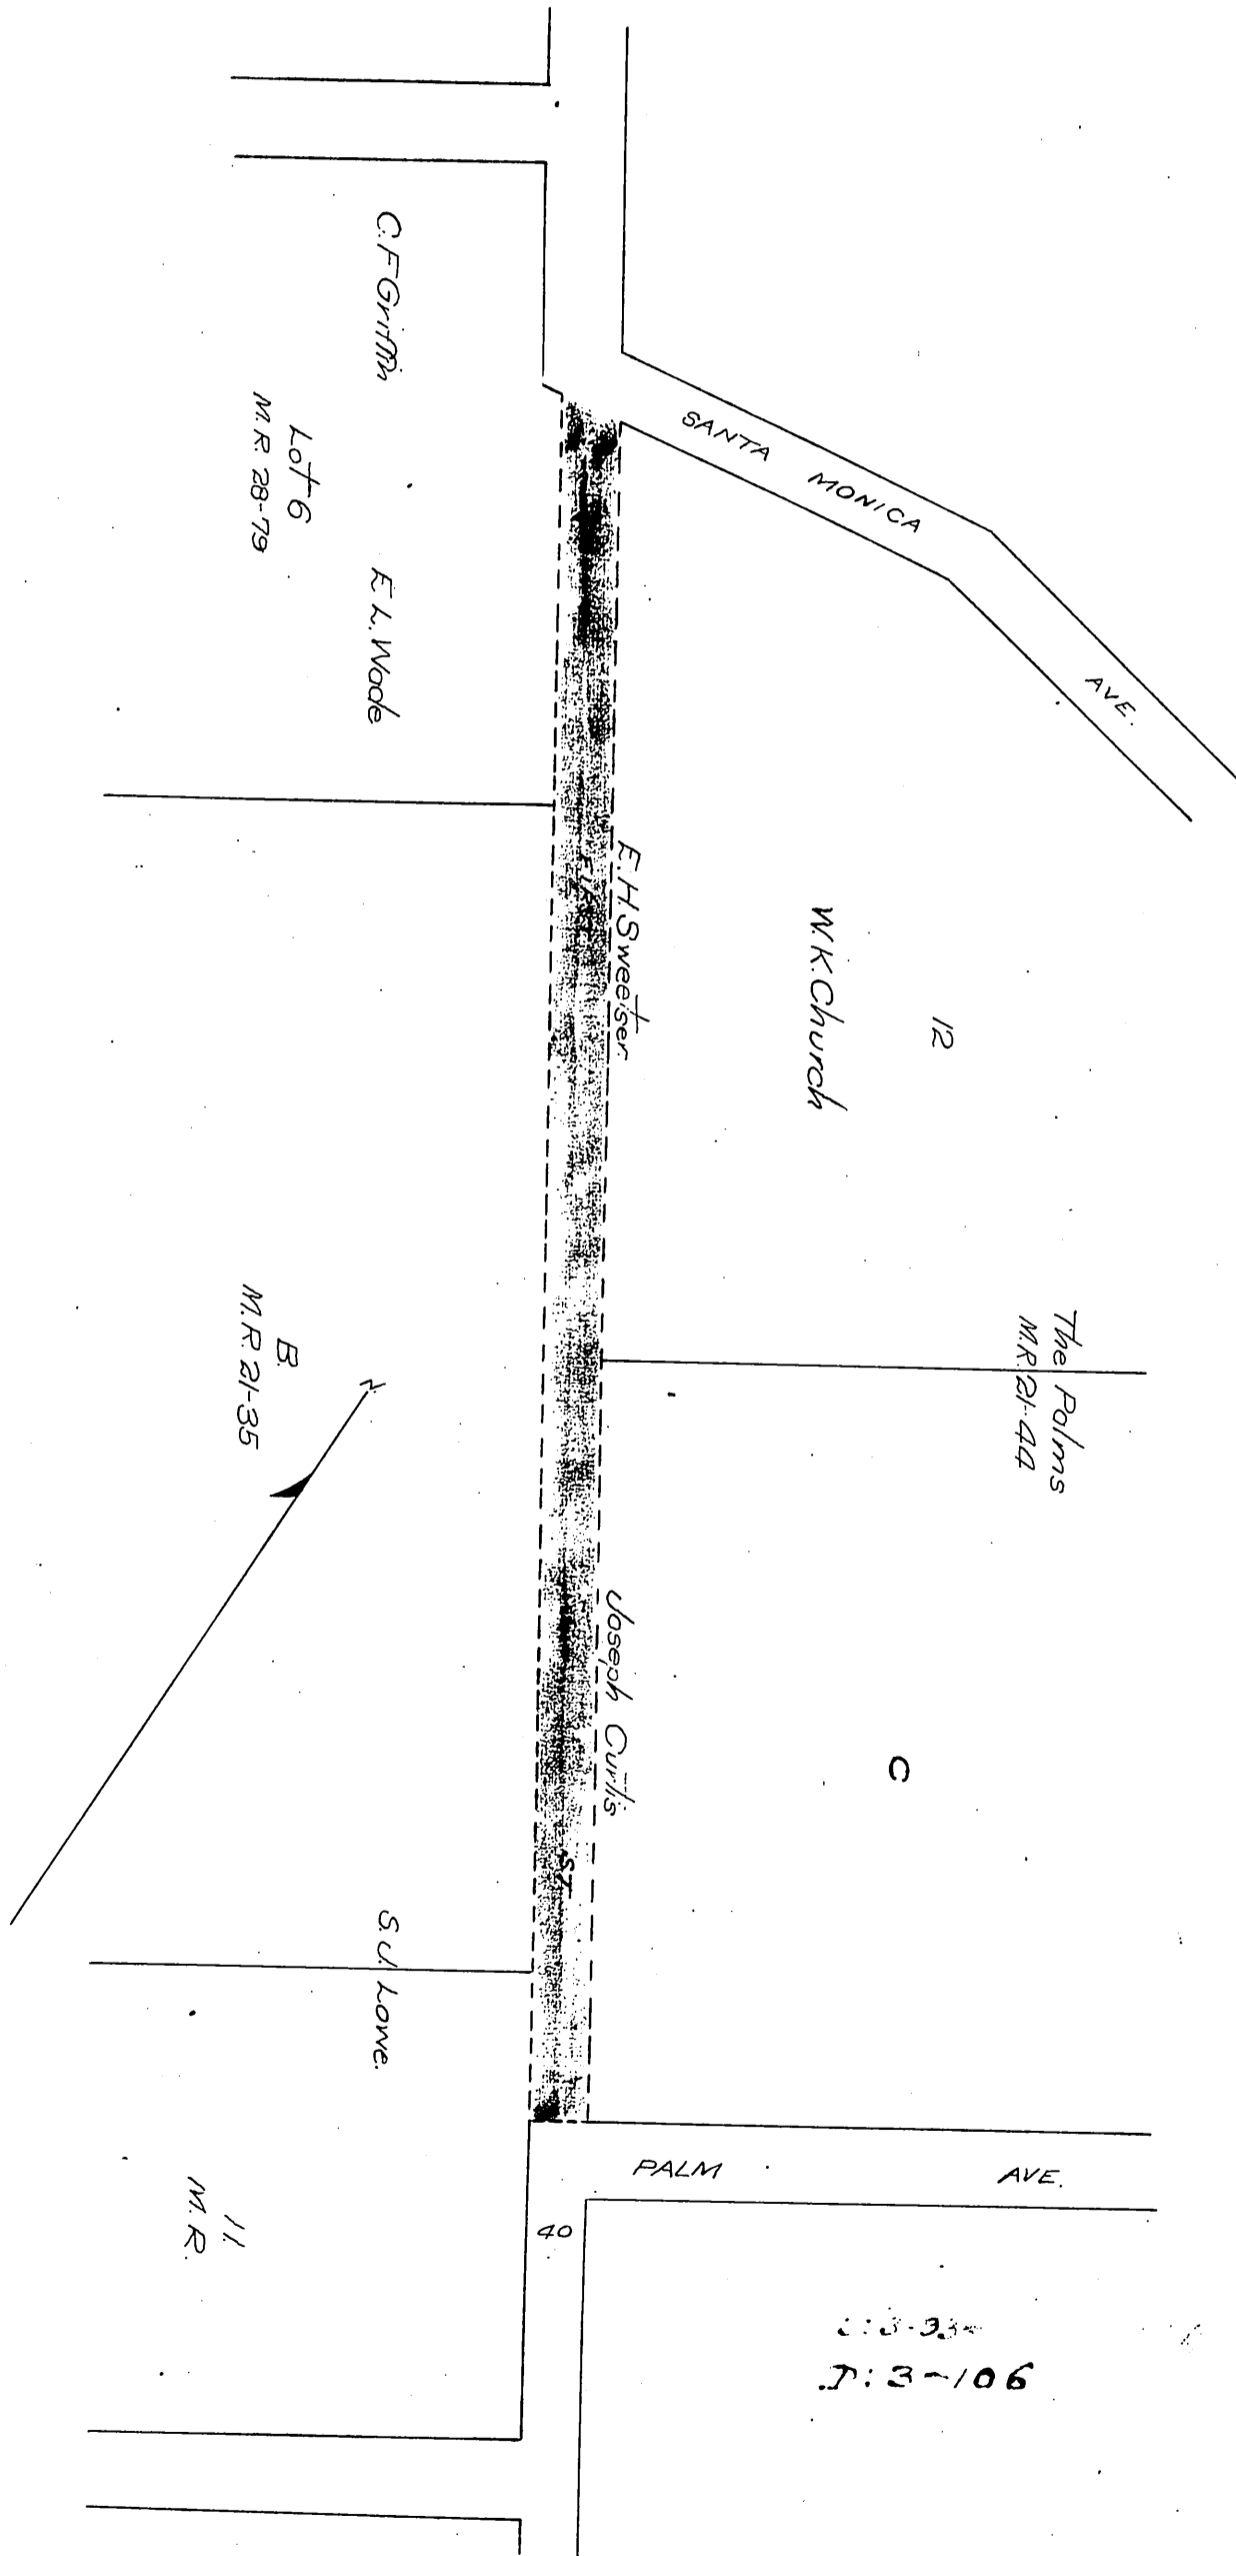 C.F Griffin
Lot 6
M.R. 28-79
E.L. Wade
SANTA MONICA AVE.
FIRST ST
E.H. Sweetser
W.K. Church
12
The Palms
M.R. 21-44
B.
M.R. 21-35
N.
Joseph Curtis
C
S.J. Lowe.
PALM AVE.
40
11.
M.R.
D: 3-106